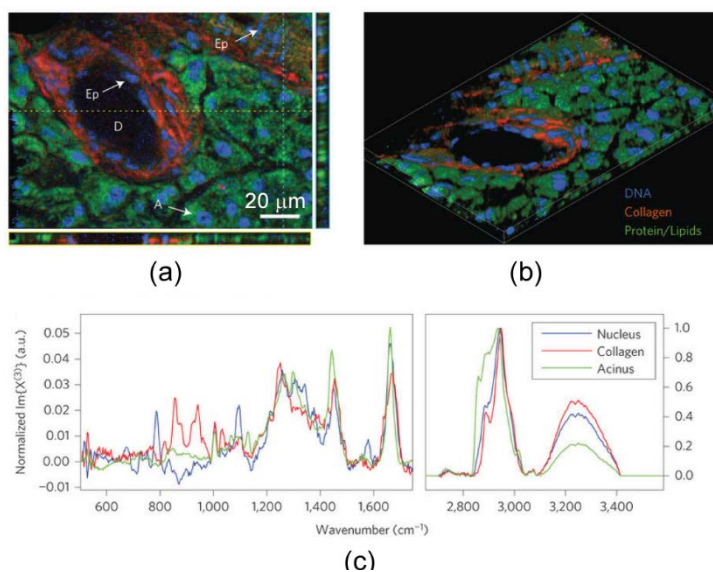 Ep
Ep
D
A
20 μm
DNA
Collagen
Protein/Lipids
(a)
(b)
Normalized Im{X⁽³⁾} (a.u.)
0.05
0.04
0.03
0.02
0.01
0.00
−0.01
500
800
1,000
1,200
1,400
1,600
Nucleus
Collagen
Acinus
1.0
0.8
0.6
0.4
0.2
0.0
2,800
3,000
3,200
3,400
Wavenumber (cm⁻¹)
(c)